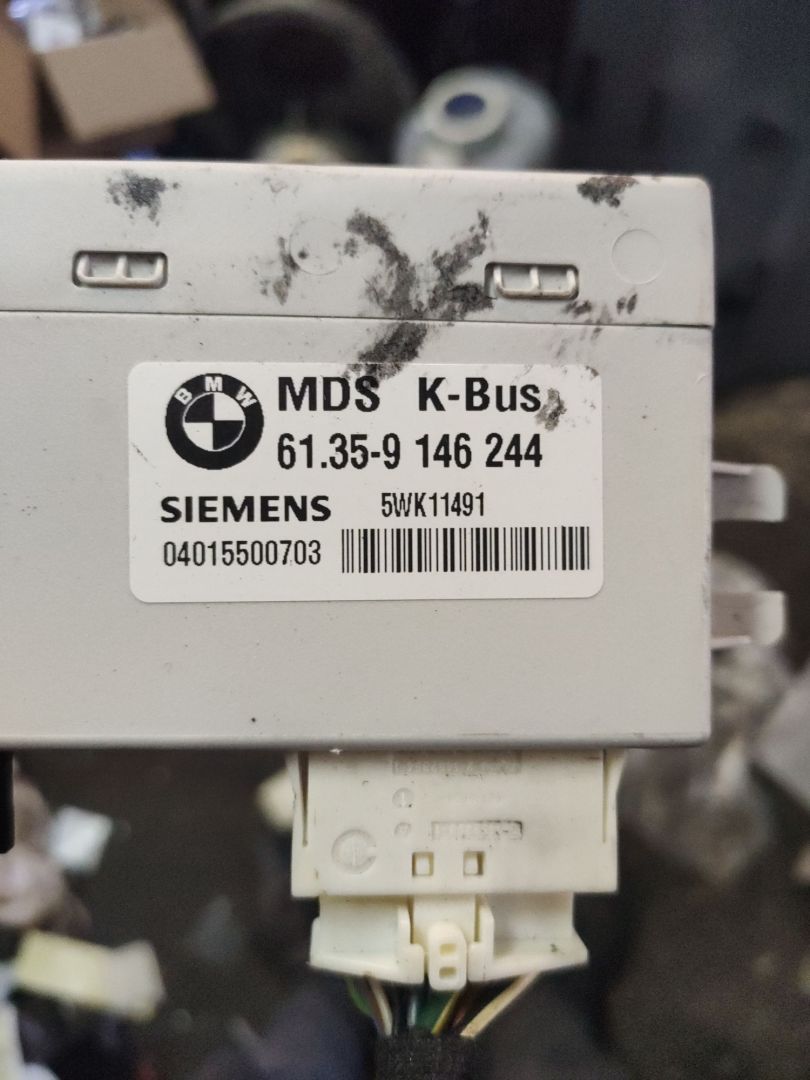 BMW
MDS K-Bus
61.35-9 146 244
SIEMENS 5WK11491
04015500703